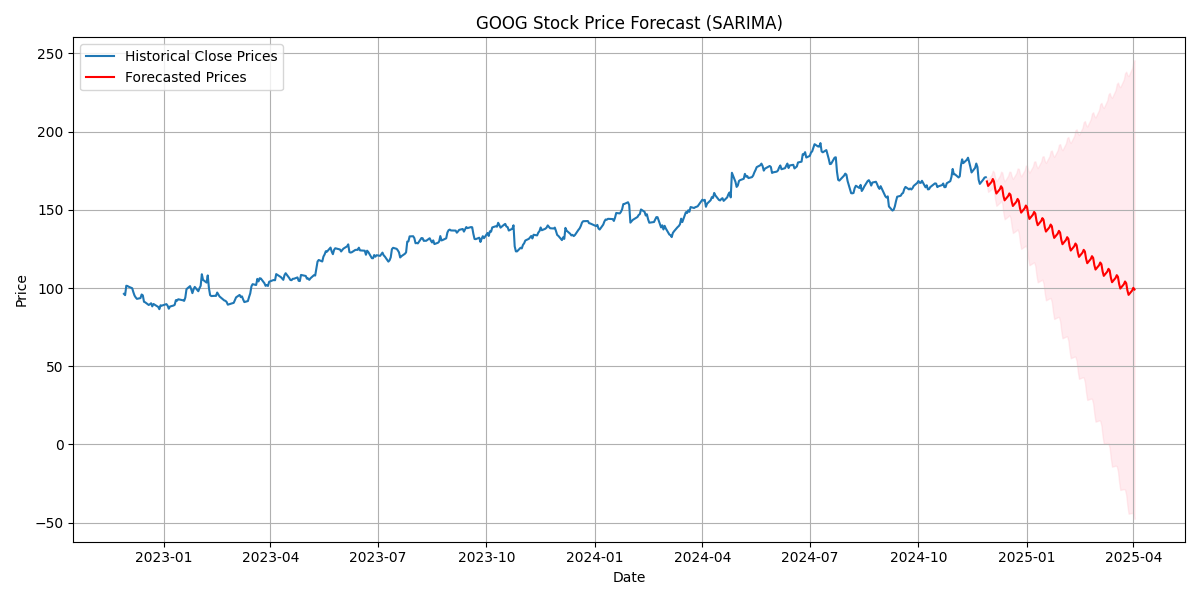 GOOG Stock Price Forecast (SARIMA)
Historical Close Prices
Forecasted Prices
250
200
150
100
50
0
−50
Price
2023-01 2023-04 2023-07 2023-10 2024-01 2024-04 2024-07 2024-10 2025-01 2025-04
Date